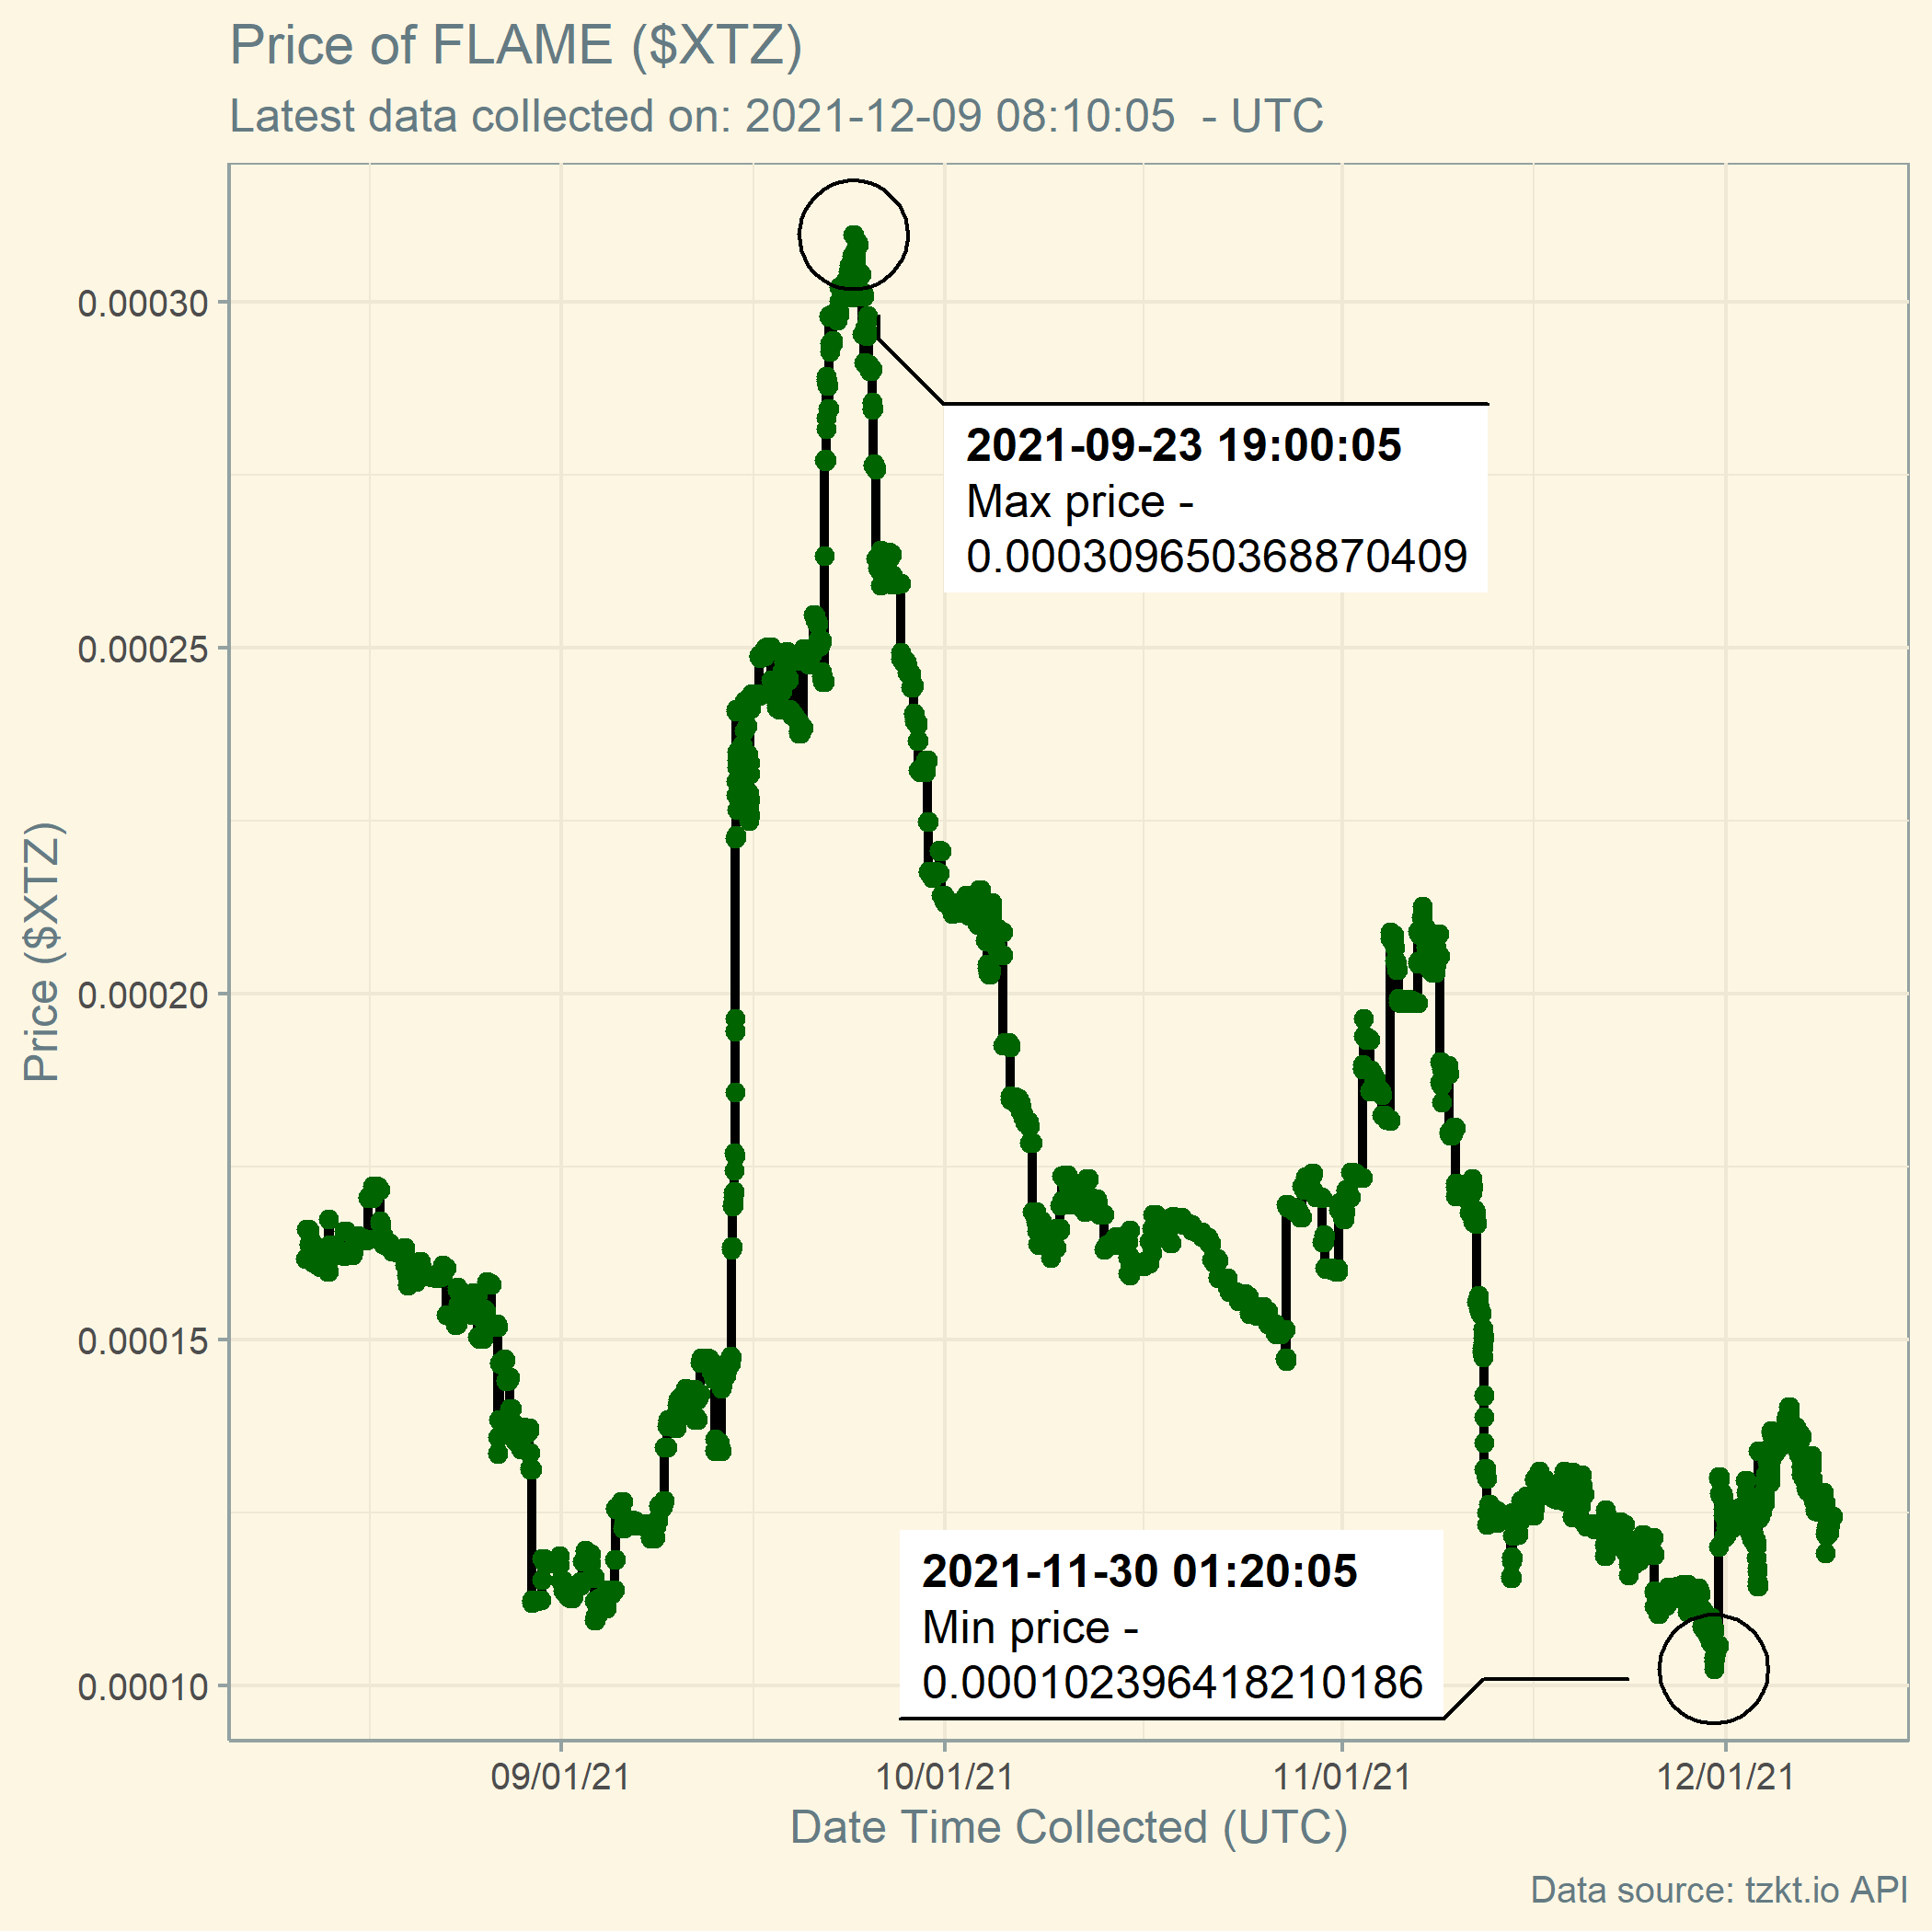 Price of FLAME ($XTZ)
Latest data collected on: 2021-12-09 08:10:05  - UTC
0.00030
0.00025
0.00020
0.00015
0.00010
Price ($XTZ)
2021-09-23 19:00:05
Max price -
0.000309650368870409
2021-11-30 01:20:05
Min price -
0.000102396418210186
09/01/21
10/01/21
11/01/21
12/01/21
Date Time Collected (UTC)
Data source: tzkt.io API